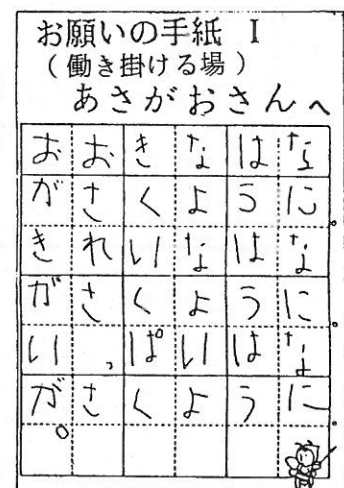 お願いの手紙 I
(働き掛ける場)
あさがおさんへ
おおきなはな
がさくように。
きれいなはな
がさくように。
いっぱいはな
がさくように
。